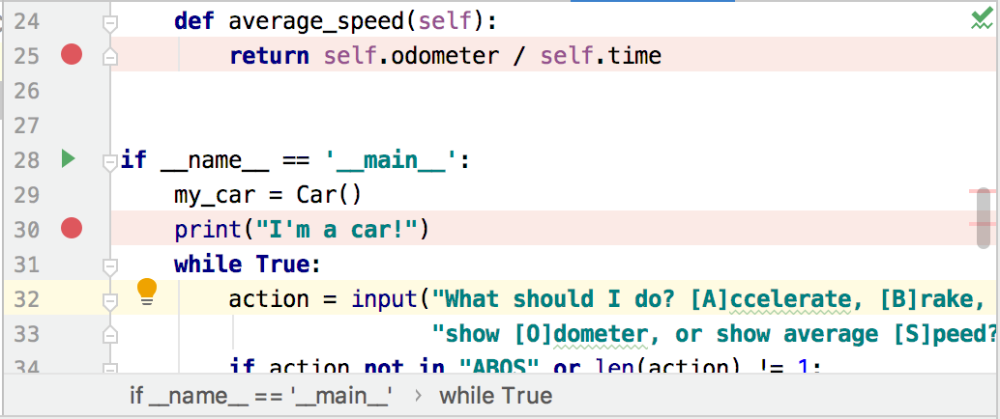 24 def average_speed(self):
25 return self.odometer / self.time
26
27
28 if __name__ == '__main__':
29 my_car = Car()
30 print("I'm a car!")
31 while True:
32 action = input("What should I do? [A]ccelerate, [B]rake,
33 "show [O]dometer, or show average [S]peed?
34 if action not in "ABOS" or len(action) != 1:
if __name__ == '__main__' › while True